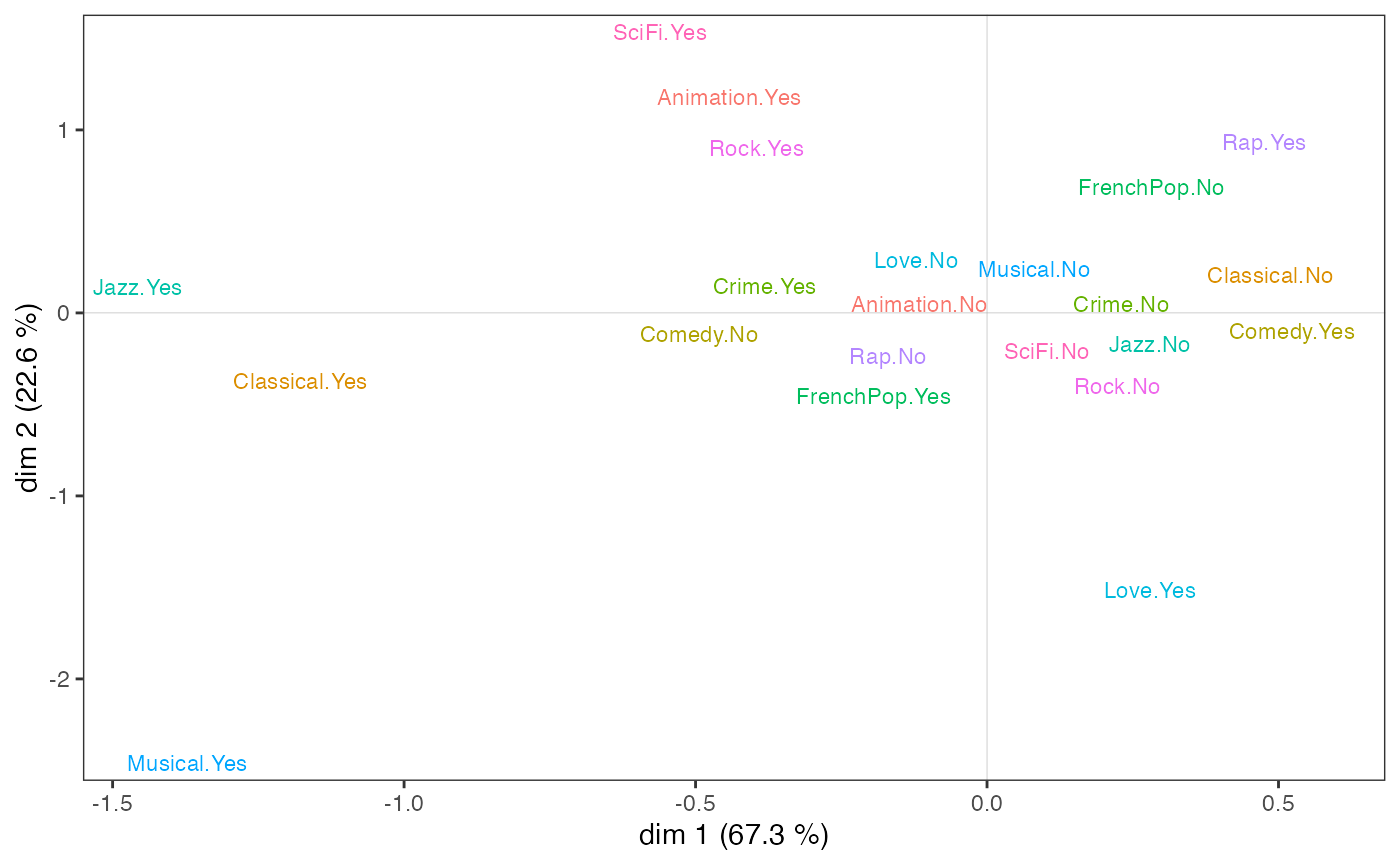 SciFi.Yes
Animation.Yes
Rock.Yes
Rap.Yes
FrenchPop.No
Love.No
Musical.No
Classical.No
Jazz.Yes
Crime.Yes
Animation.No
Crime.No
Comedy.No
Comedy.Yes
Rap.No
SciFi.No
Jazz.No
Classical.Yes
FrenchPop.Yes
Rock.No
Love.Yes
Musical.Yes
1
0
-1
-2
dim 2 (22.6 %)
-1.5 -1.0 -0.5 0.0 0.5
dim 1 (67.3 %)